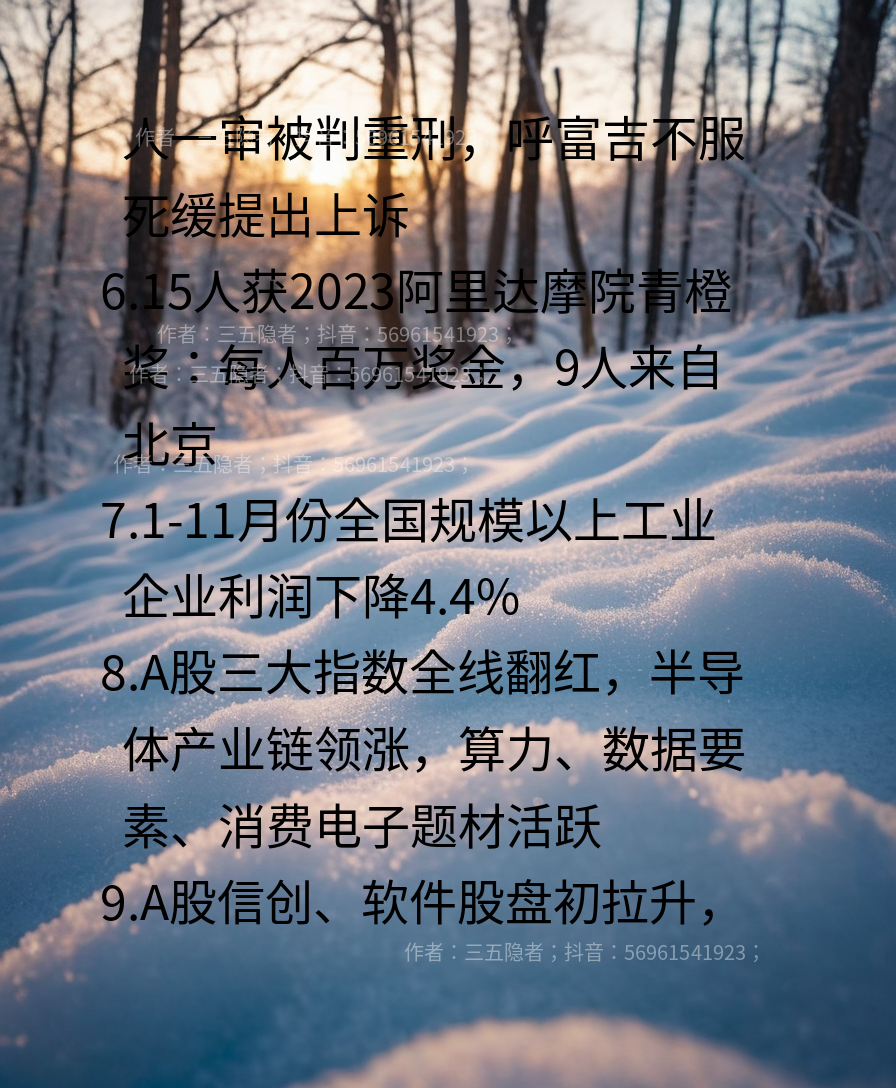 人一审被判重刑，呼富吉不服
死缓提出上诉
6.15人获2023阿里达摩院青橙
作者：三五隐者；抖音：56961541923；
奖：每人百万奖金，9人来自
作者：三五隐者；抖音：56961541923；
北京
作者：三五隐者；抖音：56961541923；
7.1-11月份全国规模以上工业
企业利润下降4.4%
8.A股三大指数全线翻红，半导
体产业链领涨，算力、数据要
素、消费电子题材活跃
9.A股信创、软件股盘初拉升，
作者：三五隐者；抖音：56961541923；